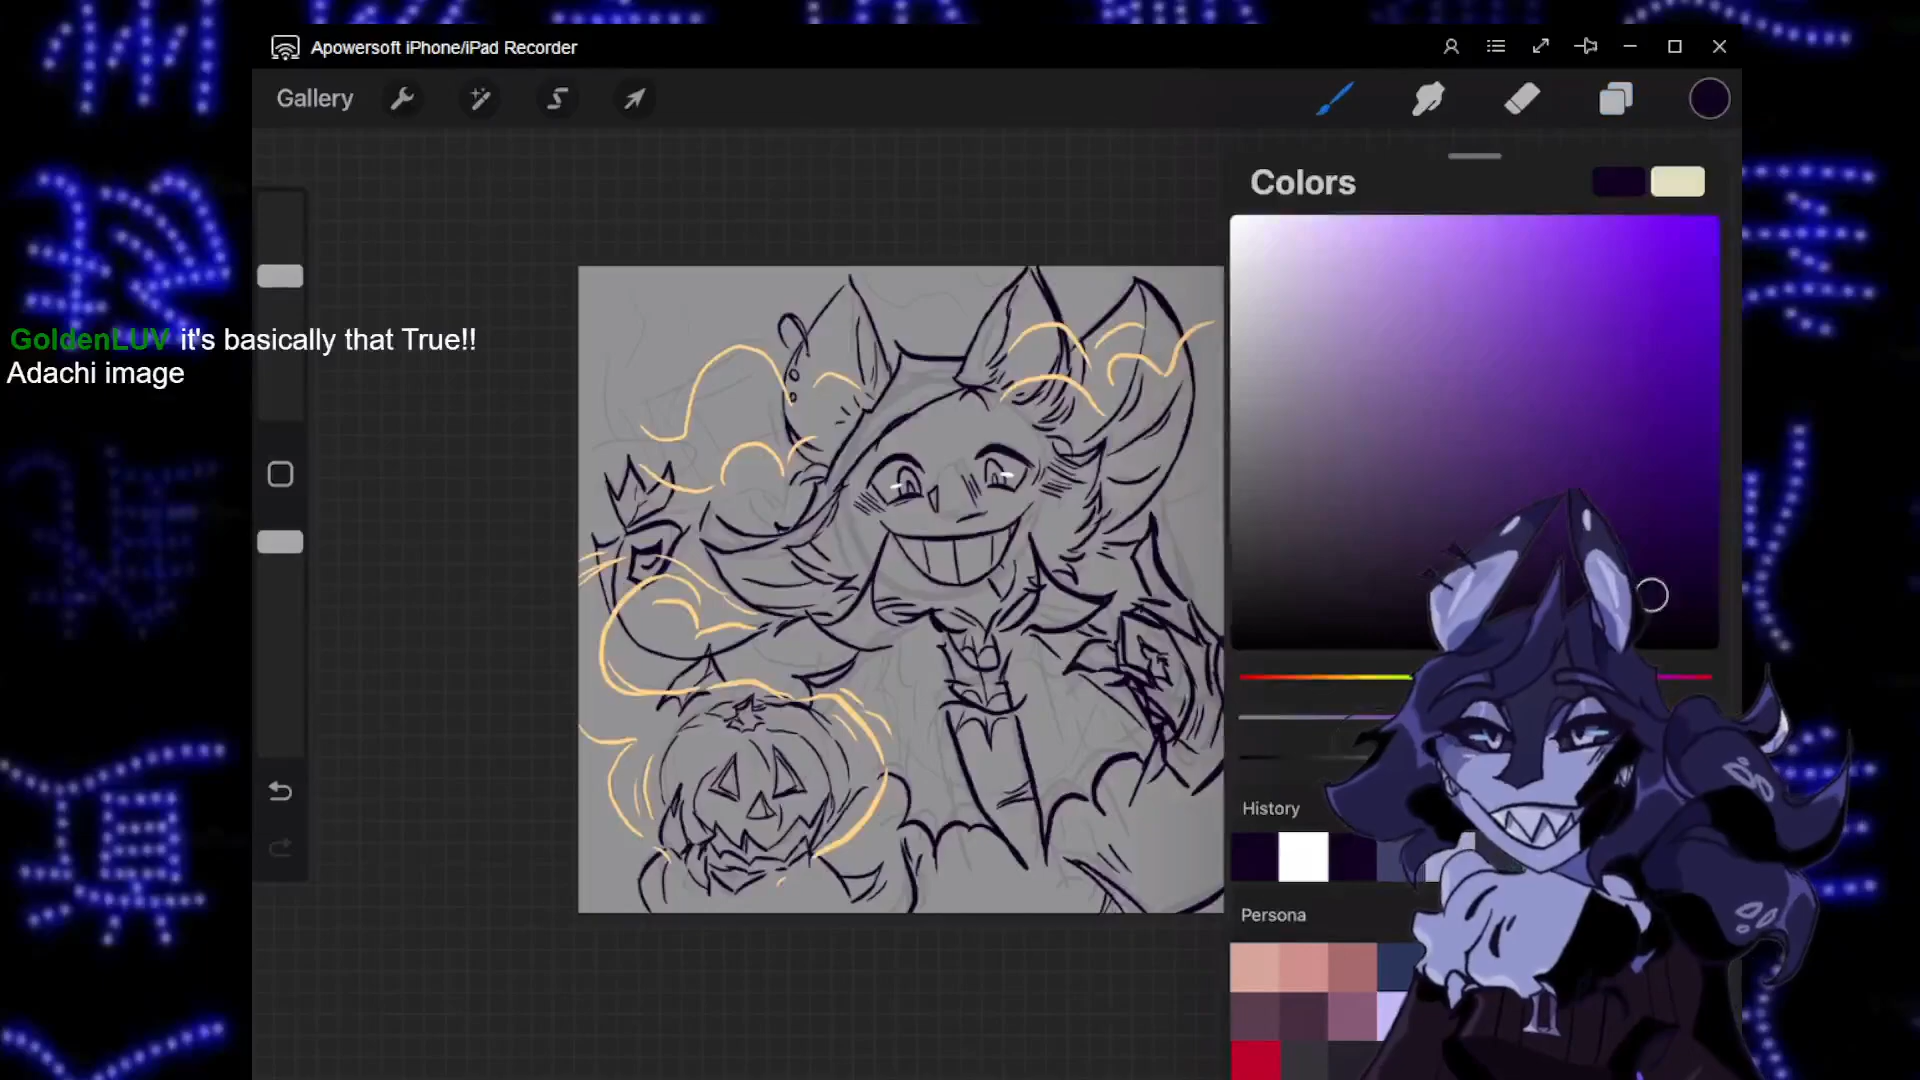 Apowersoft iPhone/iPad Recorder
Gallery
Colors
GoldenLUV it's basically that True!!
Adachi image
History
Persona